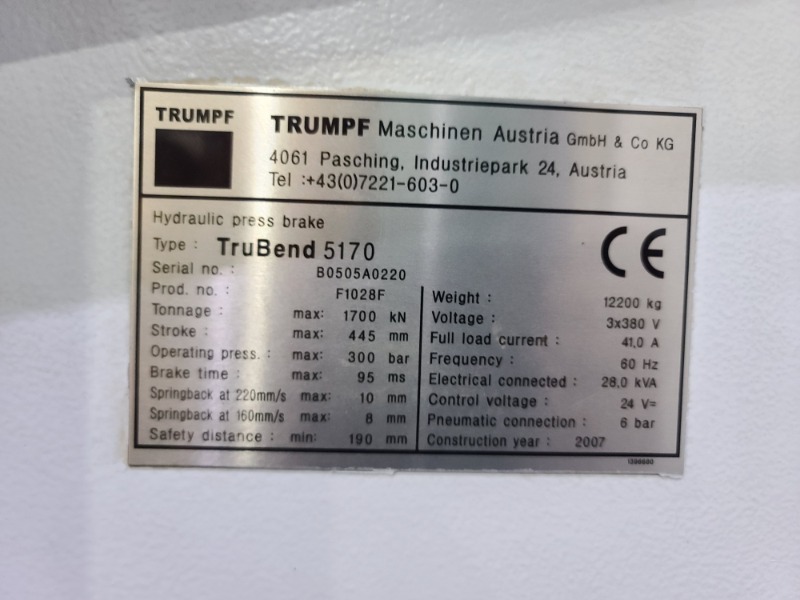 TRUMPF
TRUMPF Maschinen Austria GmbH & Co KG
4061 Pasching, Industriepark 24, Austria
Tel :+43(0)7221-603-0
Hydraulic press brake
Type : TruBend 5170
CE
Serial no. : B0505A0220
Prod. no. : F1028F
Tonnage : max: 1700 kN
Stroke : max: 445 mm
Operating press. : max: 300 bar
Brake time : max: 95 ms
Springback at 220mm/s max: 10 mm
Springback at 160mm/s max: 8 mm
Safety distance : min: 190 mm
Weight : 12200 kg
Voltage : 3x380 V
Full load current : 41,0 A
Frequency : 60 Hz
Electrical connected : 28,0 kVA
Control voltage : 24 V=
Pneumatic connection : 6 bar
Construction year : 2007